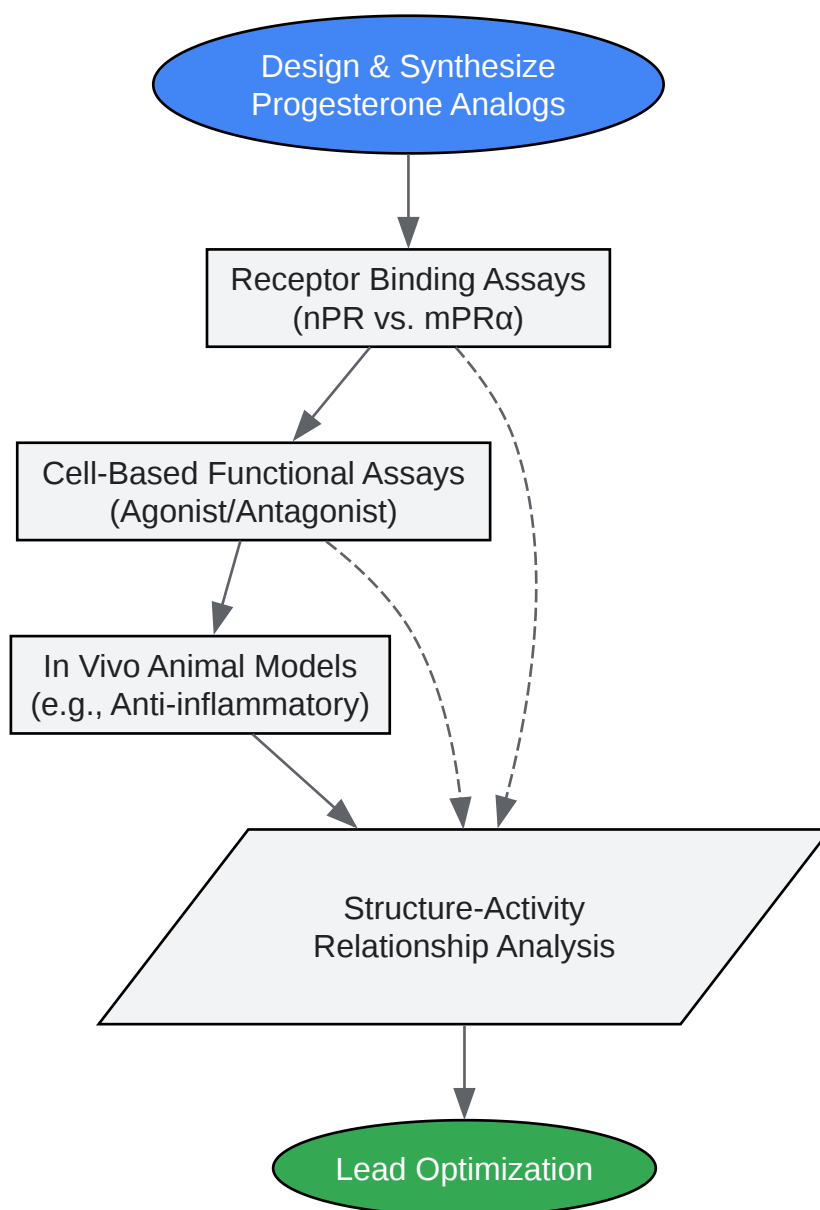 Design & Synthesize
Progesterone Analogs
Receptor Binding Assays
(nPR vs. mPRα)
Cell-Based Functional Assays
(Agonist/Antagonist)
In Vivo Animal Models
(e.g., Anti-inflammatory)
Structure-Activity
Relationship Analysis
Lead Optimization